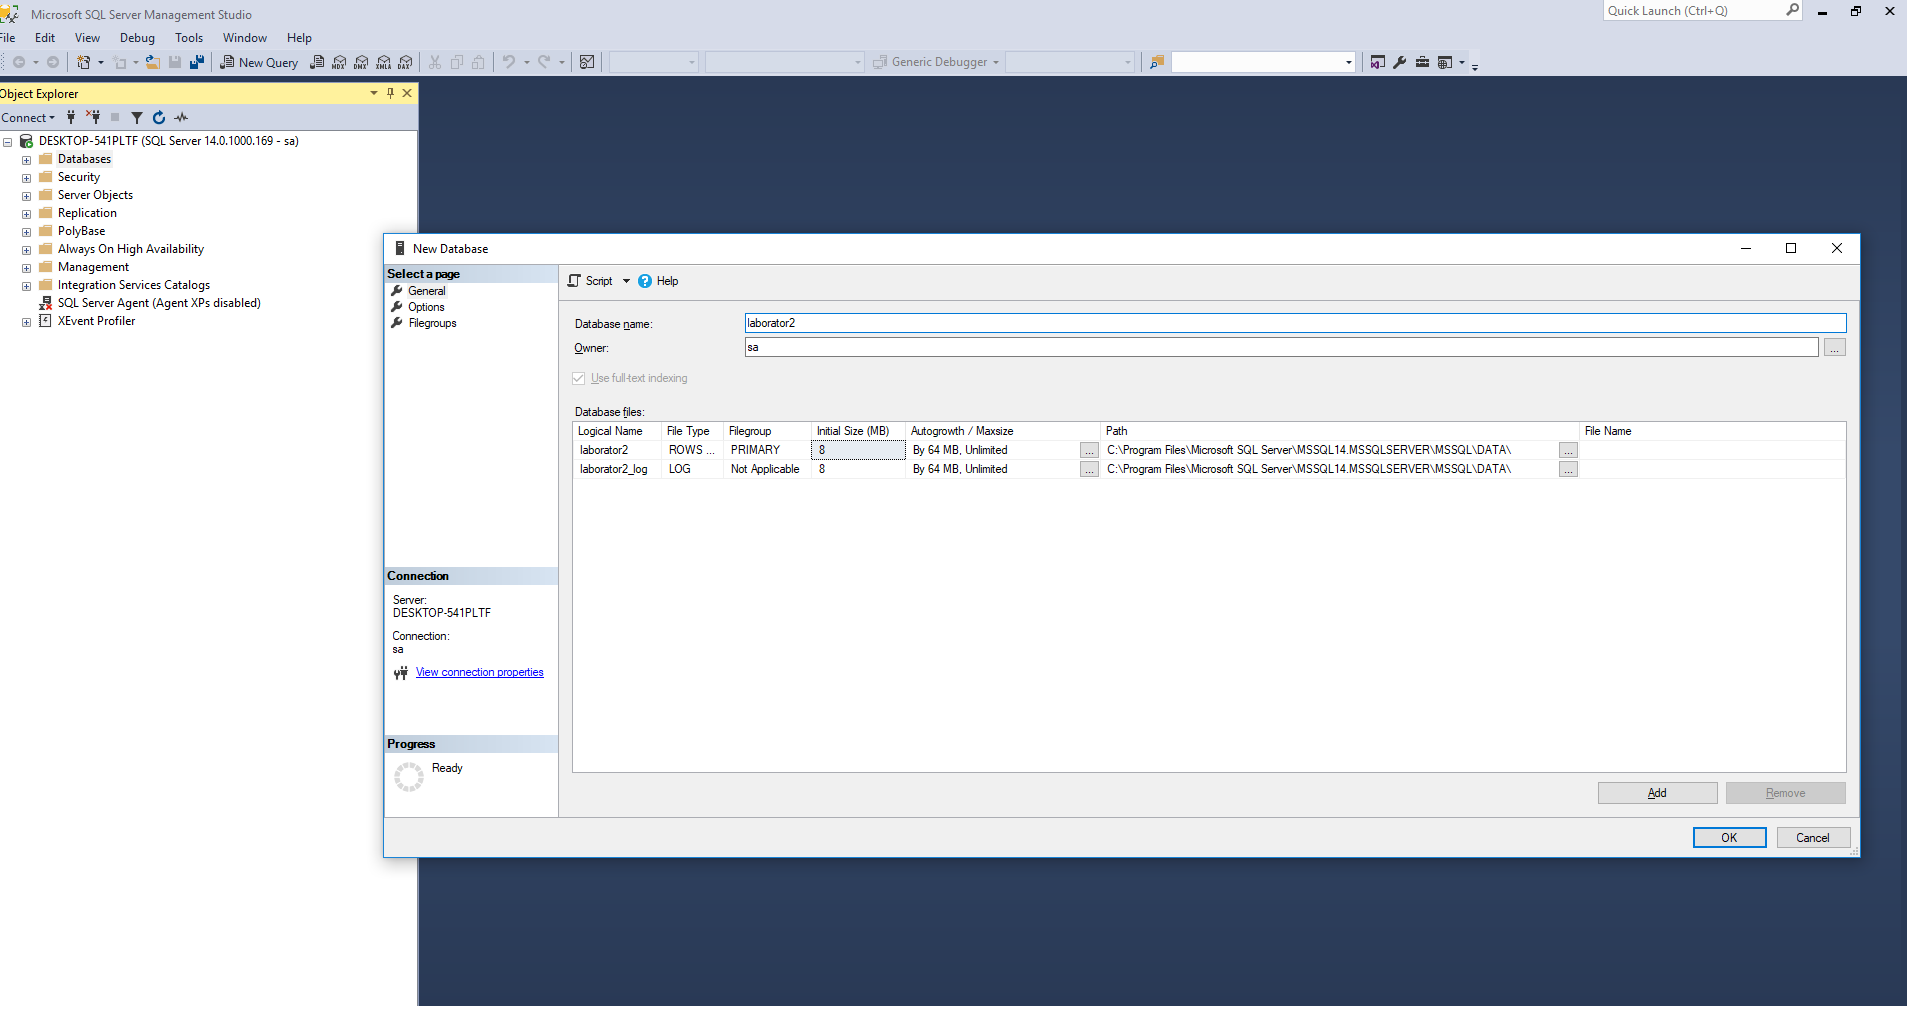 Microsoft SQL Server Management Studio
Quick Launch (Ctrl+Q)
File Edit View Debug Tools Window Help
New Query
MDX
DMX
XMLA
DAX
Generic Debugger
Object Explorer
Connect
DESKTOP-541PLTF (SQL Server 14.0.1000.169 - sa)
Databases
Security
Server Objects
Replication
PolyBase
Always On High Availability
Management
Integration Services Catalogs
SQL Server Agent (Agent XPs disabled)
XEvent Profiler
New Database
Select a page
General
Options
Filegroups
Connection
Server:
DESKTOP-541PLTF
Connection:
sa
View connection properties
Progress
Ready
Script Help
Database name: laborator2
Owner: sa ...
Use full-text indexing
Database files:
Logical Name File Type Filegroup Initial Size (MB) Autogrowth / Maxsize Path File Name
laborator2 ROWS ... PRIMARY 8 By 64 MB, Unlimited ... C:\Program Files\Microsoft SQL Server\MSSQL14.MSSQLSERVER\MSSQL\DATA\ ...
laborator2_log LOG Not Applicable 8 By 64 MB, Unlimited ... C:\Program Files\Microsoft SQL Server\MSSQL14.MSSQLSERVER\MSSQL\DATA\ ...
Add Remove
OK Cancel